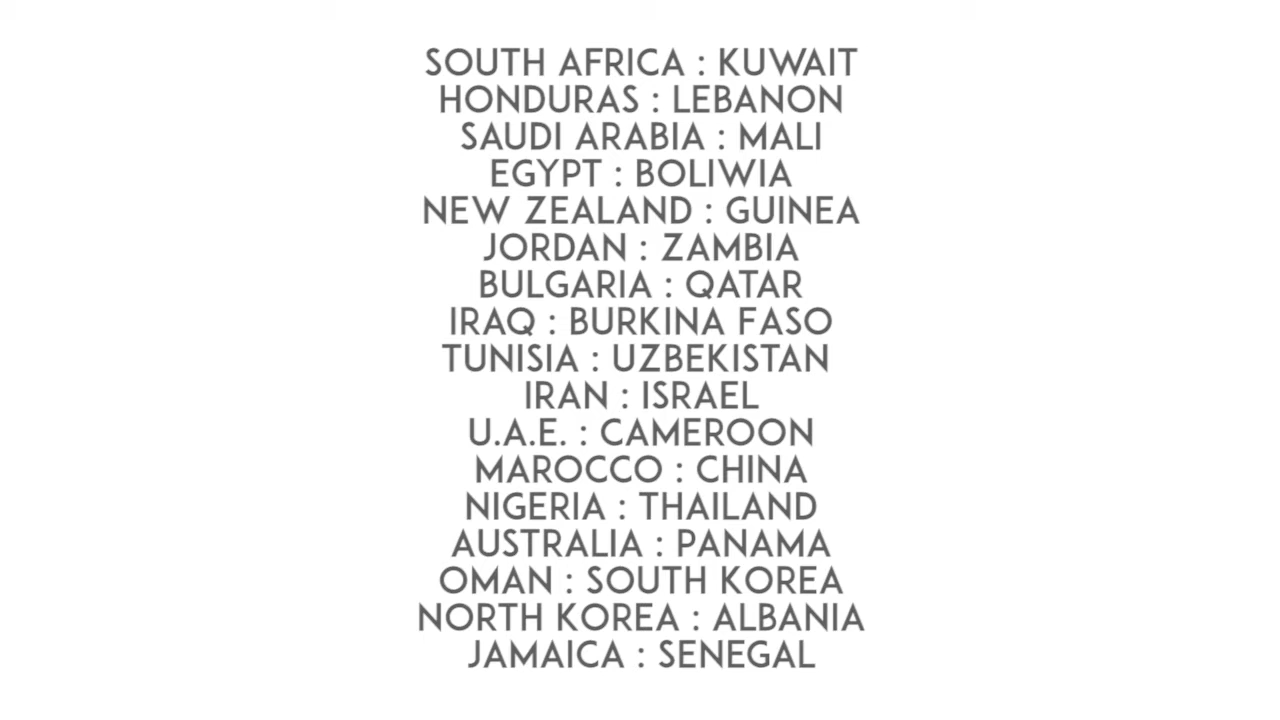 SOUTH AFRICA : KUWAIT
HONDURAS : LEBANON
SAUDI ARABIA : MALI
EGYPT : BOLIWIA
NEW ZEALAND : GUINEA
JORDAN : ZAMBIA
BULGARIA : QATAR
IRAQ : BURKINA FASO
TUNISIA : UZBEKISTAN
IRAN : ISRAEL
U.A.E. : CAMEROON
MAROCCO : CHINA
NIGERIA : THAILAND
AUSTRALIA : PANAMA
OMAN : SOUTH KOREA
NORTH KOREA : ALBANIA
JAMAICA : SENEGAL